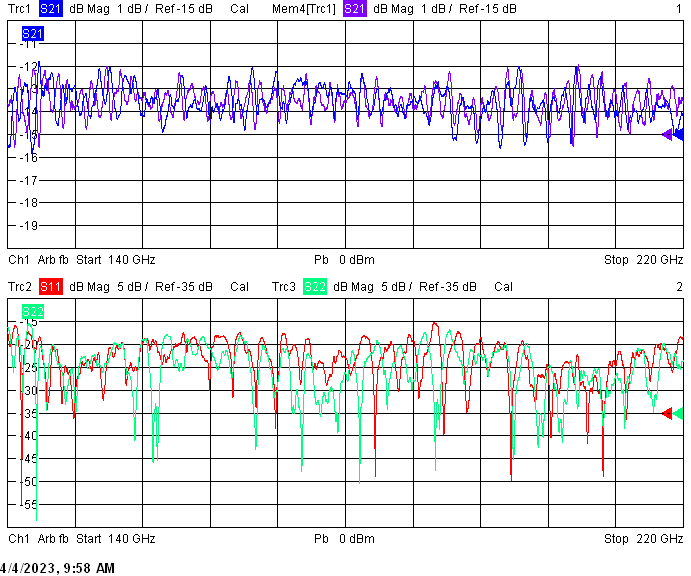 Trc1 S21 dB Mag 1 dB / Ref -15 dB Cal Mem4[Trc1] S21 dB Mag 1 dB / Ref -15 dB 1
S21
-11
-12
-13
-14
-15
-16
-17
-18
-19
Ch1 Arb fb Start 140 GHz Pb 0 dBm Stop 220 GHz
Trc2 S11 dB Mag 5 dB / Ref -35 dB Cal Trc3 S22 dB Mag 5 dB / Ref -35 dB Cal 2
S22
-15
-20
-25
-30
-35
-40
-45
-50
-55
Ch1 Arb fb Start 140 GHz Pb 0 dBm Stop 220 GHz
4/4/2023, 9:58 AM